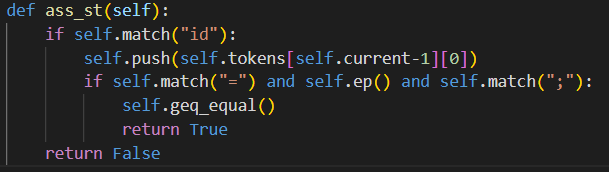 def ass_st(self):
    if self.match("id"):
        self.push(self.tokens[self.current-1][0])
        if self.match("=") and self.ep() and self.match(";"):
            self.geq_equal()
            return True
    return False